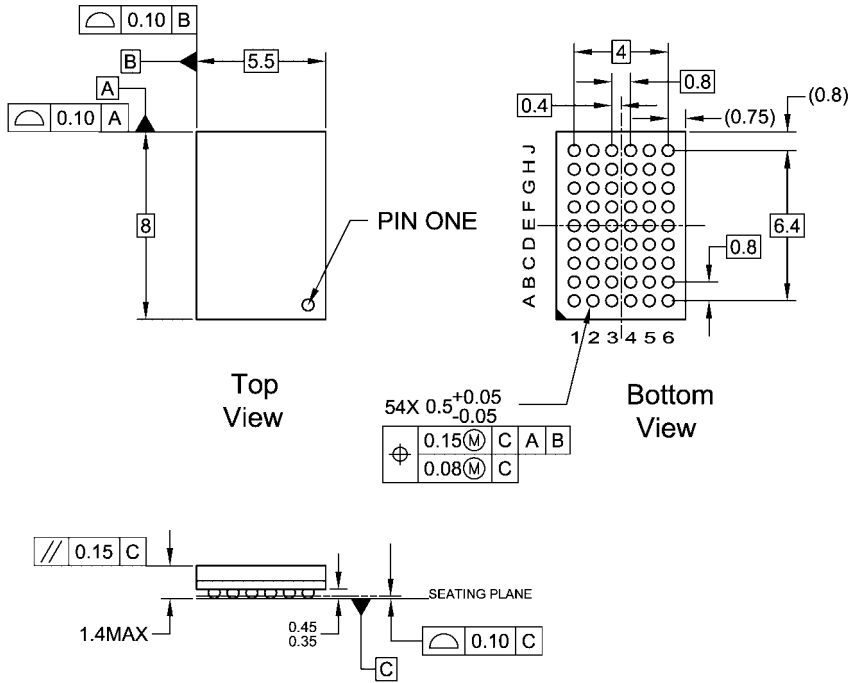 0.10 B
B
5.5
A
0.10 A
8
PIN ONE
Top
View
4
0.8
0.4
(0.75)
(0.8)
A B C D E F G H J
6.4
0.8
1 2 3 4 5 6
Bottom
View
54X 0.5 +0.05
-0.05
0.15 Ⓜ C A B
0.08 Ⓜ C
// 0.15 C
1.4MAX
0.45
0.35
SEATING PLANE
0.10 C
C